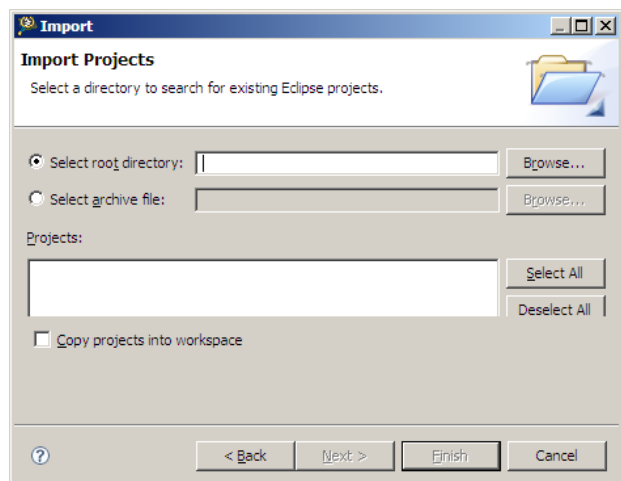 Import
Import Projects
Select a directory to search for existing Eclipse projects.
Select root directory: Browse...
Select archive file: Browse...
Projects:
Select All
Deselect All
Copy projects into workspace
? < Back Next > Finish Cancel